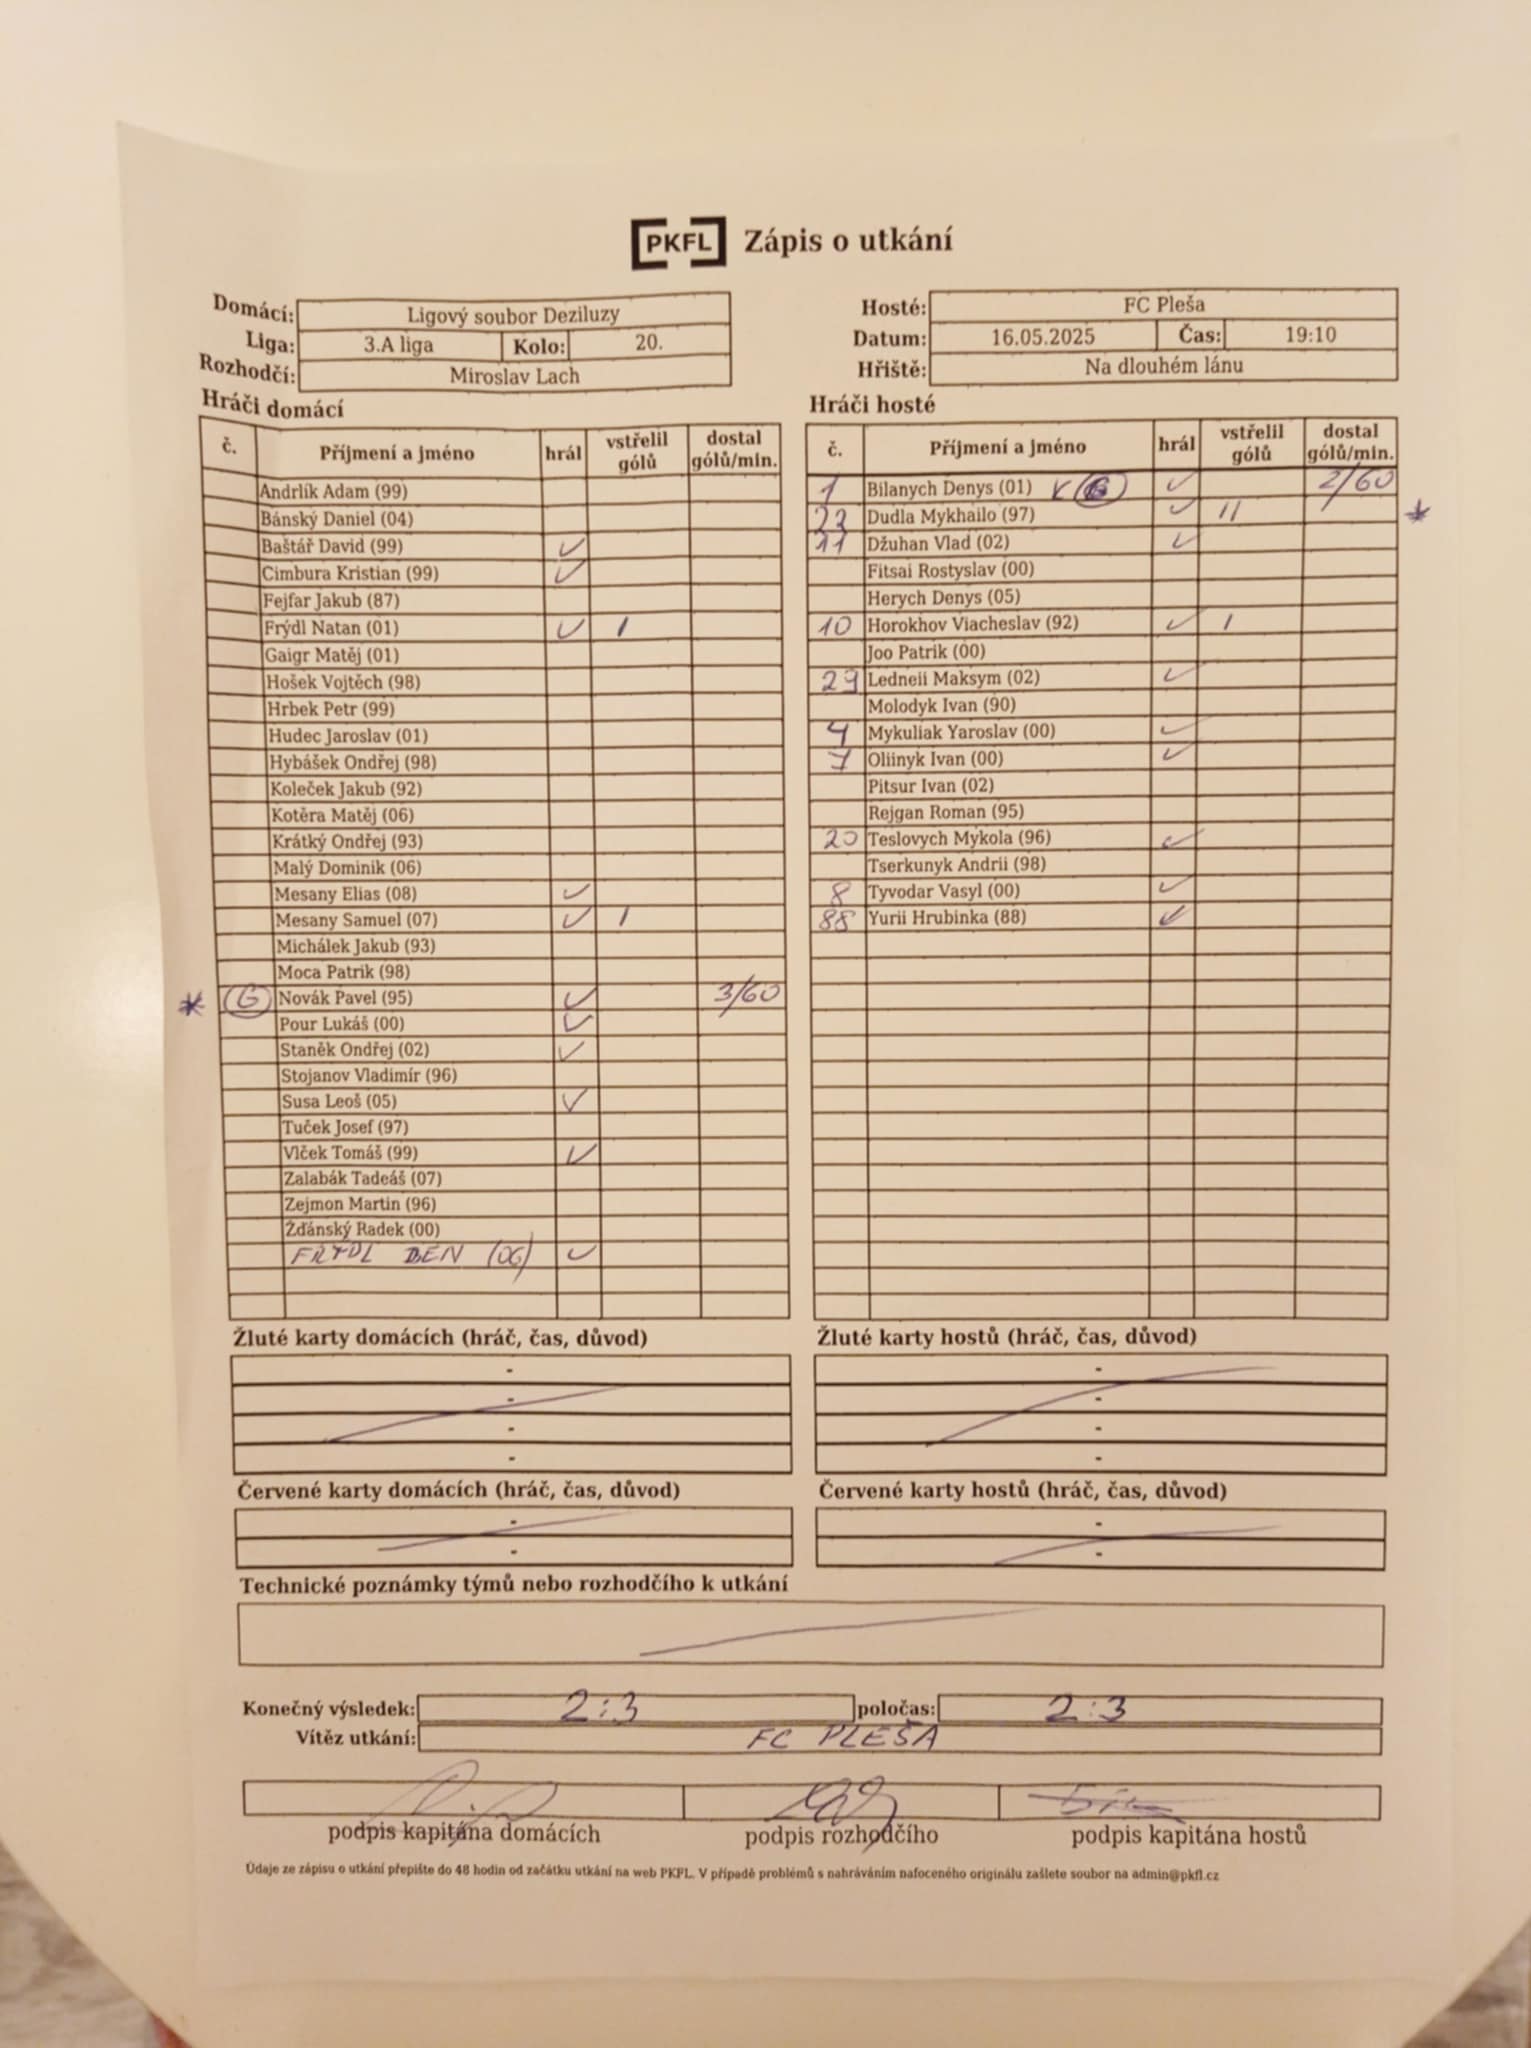 PKFL Zápis o utkání
Domácí: Ligový soubor Deziluzy
Liga: 3.A liga Kolo: 20.
Rozhodčí: Miroslav Lach
Hosté: FC Pleša
Datum: 16.05.2025 Čas: 19:10
Hřiště: Na dlouhém lánu
Hráči domácí
č. Příjmení a jméno hrál vstřelil gólů dostal gólů/min.
Andrlík Adam (99)
Bánský Daniel (04)
Baštář David (99) ✓
Cimbura Kristian (99) ✓
Fejfar Jakub (87)
Frýdl Natan (01) ✓ I
Gaigr Matěj (01)
Hošek Vojtěch (98)
Hrbek Petr (99)
Hudec Jaroslav (01)
Hybášek Ondřej (98)
Koleček Jakub (92)
Kotěra Matěj (06)
Krátký Ondřej (93)
Malý Dominik (06)
Mesany Elias (08) ✓
Mesany Samuel (07) ✓ I
Michálek Jakub (93)
Moca Patrik (98)
* G Novák Pavel (95) ✓ 3/60
Pour Lukáš (00) ✓
Staněk Ondřej (02) ✓
Stojanov Vladimír (96)
Susa Leoš (05) ✓
Tuček Josef (97)
Vlček Tomáš (99) ✓
Zalabák Tadeáš (07)
Zejmon Martin (96)
Žďánský Radek (00)
FRÝDL BEN (06) ✓
Hráči hosté
č. Příjmení a jméno hrál vstřelil gólů dostal gólů/min.
1 Bilanych Denys (01) K G ✓ 2/60
Dudla Mykhailo (97) ✓ II *
11 Džuhan Vlad (02) ✓
Fitsai Rostyslav (00)
Herych Denys (05)
10 Horokhov Viacheslav (92) ✓ I
Joo Patrik (00)
29 Ledneii Maksym (02) ✓
Molodyk Ivan (90)
4 Mykuliak Yaroslav (00) ✓
7 Oliinyk Ivan (00) ✓
Pitsur Ivan (02)
Rejgan Roman (95)
20 Teslovych Mykola (96) ✓
Tserkunyk Andrii (98)
8 Tyvodar Vasyl (00) ✓
88 Yurii Hrubinka (88) ✓
Žluté karty domácích (hráč, čas, důvod)
-
-
-
-
Žluté karty hostů (hráč, čas, důvod)
-
-
-
-
Červené karty domácích (hráč, čas, důvod)
-
-
Červené karty hostů (hráč, čas, důvod)
-
-
Technické poznámky týmů nebo rozhodčího k utkání
Konečný výsledek: 2:3 poločas: 2:3
Vítěz utkání: FC PLEŠA
podpis kapitána domácích podpis rozhodčího podpis kapitána hostů
Údaje ze zápisu o utkání přepište do 48 hodin od začátku utkání na web PKFL. V případě problémů s nahráváním nafoceného originálu zašlete soubor na admin@pkfl.cz